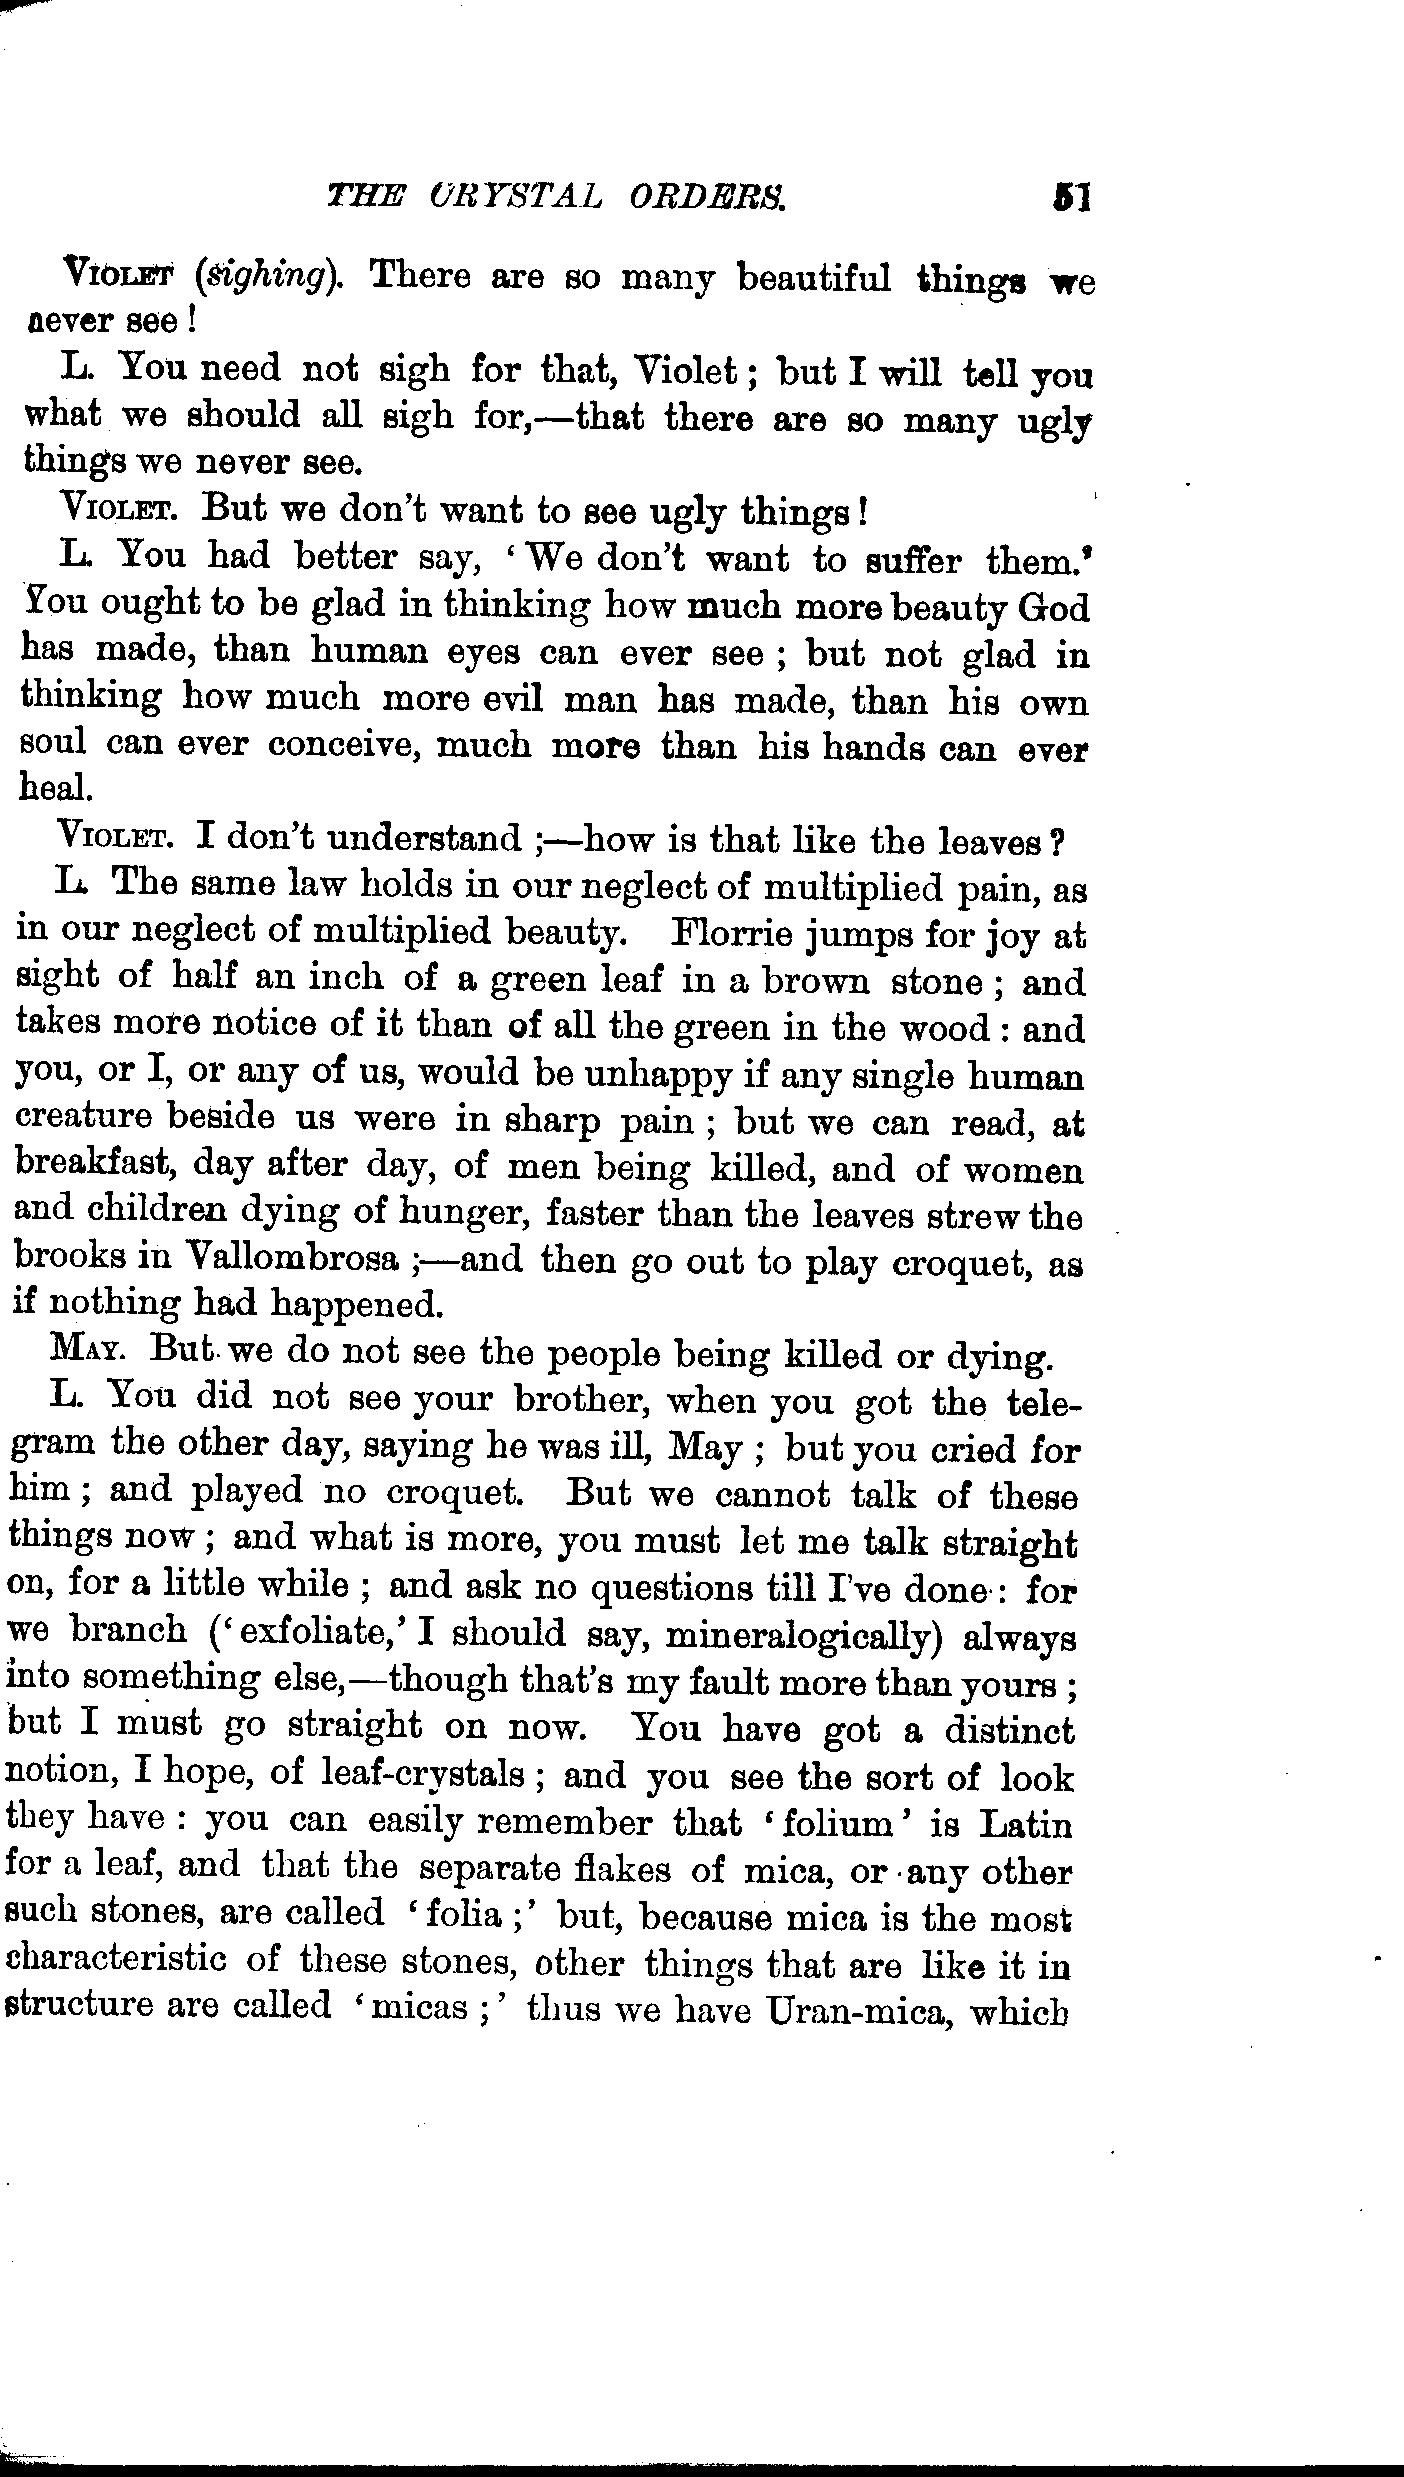 THE CRYSTAL ORDERS. 51
VIOLET (sighing). There are so many beautiful things we
never see!
L. You need not sigh for that, Violet; but I will tell you
what we should all sigh for,—that there are so many ugly
things we never see.
VIOLET. But we don't want to see ugly things!
L. You had better say, 'We don't want to suffer them.'
You ought to be glad in thinking how much more beauty God
has made, than human eyes can ever see; but not glad in
thinking how much more evil man has made, than his own
soul can ever conceive, much more than his hands can ever
heal.
VIOLET. I don't understand;—how is that like the leaves?
L. The same law holds in our neglect of multiplied pain, as
in our neglect of multiplied beauty. Florrie jumps for joy at
sight of half an inch of a green leaf in a brown stone; and
takes more notice of it than of all the green in the wood: and
you, or I, or any of us, would be unhappy if any single human
creature beside us were in sharp pain; but we can read, at
breakfast, day after day, of men being killed, and of women
and children dying of hunger, faster than the leaves strew the
brooks in Vallombrosa;—and then go out to play croquet, as
if nothing had happened.
MAY. But we do not see the people being killed or dying.
L. You did not see your brother, when you got the tele-
gram the other day, saying he was ill, May; but you cried for
him; and played no croquet. But we cannot talk of these
things now; and what is more, you must let me talk straight
on, for a little while; and ask no questions till I've done: for
we branch ('exfoliate,' I should say, mineralogically) always
into something else,—though that's my fault more than yours;
but I must go straight on now. You have got a distinct
notion, I hope, of leaf-crystals; and you see the sort of look
they have: you can easily remember that 'folium' is Latin
for a leaf, and that the separate flakes of mica, or any other
such stones, are called 'folia;' but, because mica is the most
characteristic of these stones, other things that are like it in
structure are called 'micas;' thus we have Uran-mica, which